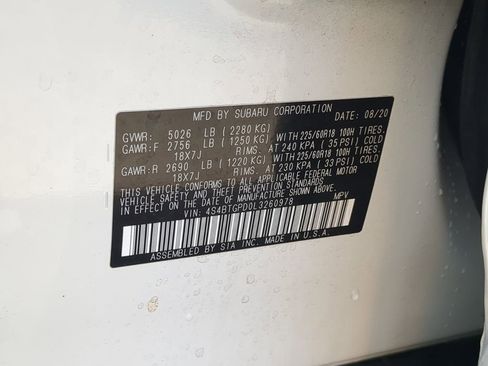 MFD BY SUBARU CORPORATION DATE: 08/20
GVWR: 5026 LB (2280 KG)
GAWR:F 2756 LB (1250 KG) WITH 225/60R18 100H TIRES.
18X7J RIMS. AT 240 KPA (35 PSI) COLD
GAWR:R 2690 LB (1220 KG) WITH 225/60R18 100H TIRES.
18X7J RIMS. AT 230 KPA (33 PSI) COLD
THIS VEHICLE CONFORMS TO ALL APPLICABLE FEDERAL MOTOR
VEHICLE SAFETY AND THEFT PREVENTION STANDARDS IN
EFFECT ON THE DATE OF MANUFACTURE SHOWN ABOVE.
VIN: 4S4BTGPD0L3260978 MPV
ASSEMBLED BY SIA INC. MADE IN U.S.A.